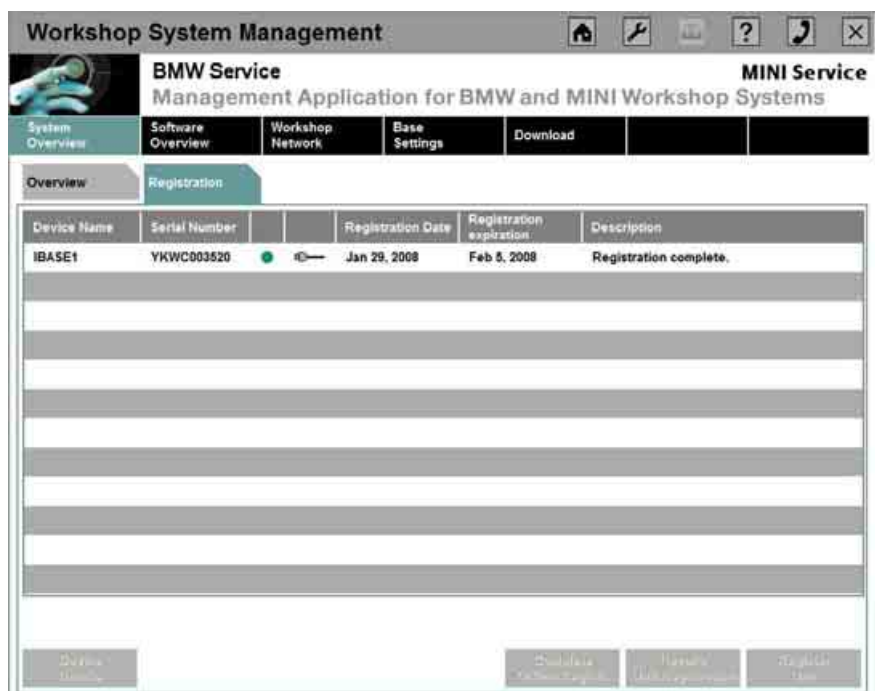 Workshop System Management
?
BMW Service
MINI Service
Management Application for BMW and MINI Workshop Systems
System Overview
Software Overview
Workshop Network
Base Settings
Download
Overview
Registration
Device Name
Serial Number
Registration Date
Registration expiration
Description
IBASE1
YKWC003520
Jan 29, 2008
Feb 5, 2008
Registration complete.